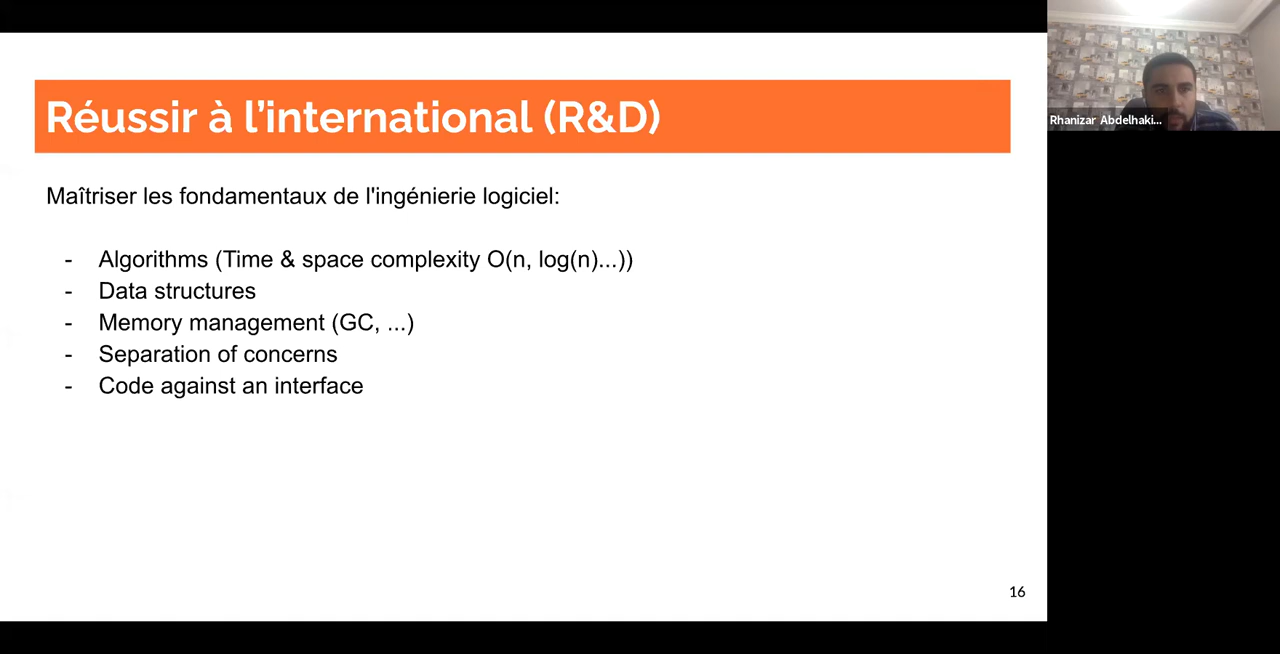 Réussir à l'international (R&D)
Maîtriser les fondamentaux de l'ingénierie logiciel:
- Algorithms (Time & space complexity O(n, log(n)...))
- Data structures
- Memory management (GC, ...)
- Separation of concerns
- Code against an interface
16
Rhanizar Abdelhaki...